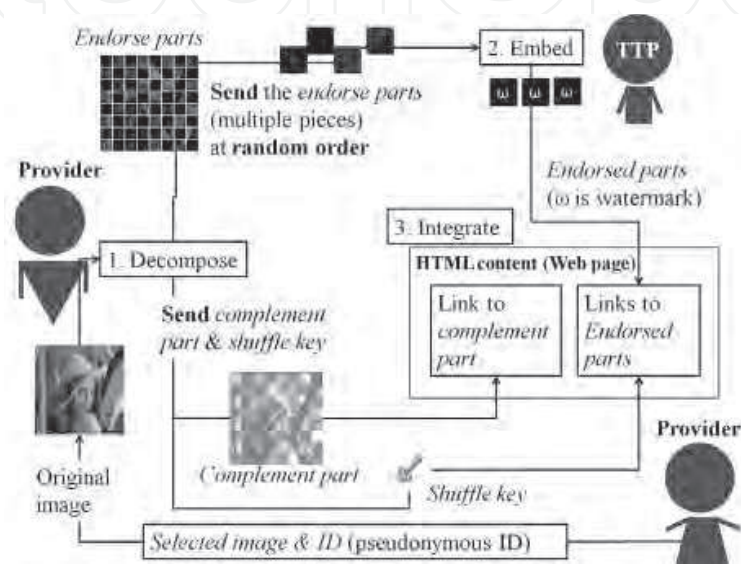 Endorse parts
2. Embed
TTP
ω ω ω
Send the endorse parts
(multiple pieces)
at random order
Endorsed parts
(ω is watermark)
Provider
1. Decompose
3. Integrate
HTML content (Web page)
Link to
complement
part
Links to
Endorsed
parts
Send complement
part & shuffle key
Complement part
Shuffle key
Provider
Original
image
Selected image & ID (pseudonymous ID)